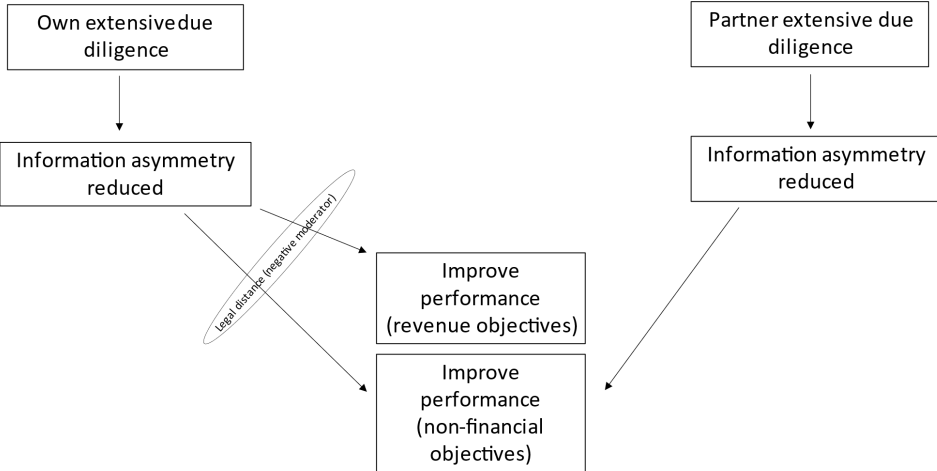 Own extensive due
diligence
Partner extensive due
diligence
Information asymmetry
reduced
Information asymmetry
reduced
Legal distance (negative moderator)
Improve
performance
(revenue objectives)
Improve
performance
(non-financial
objectives)